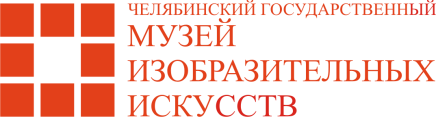 ЧЕЛЯБИНСКИЙ ГОСУДАРСТВЕННЫЙ
МУЗЕЙ
ИЗОБРАЗИТЕЛЬНЫХ
ИСКУССТВ